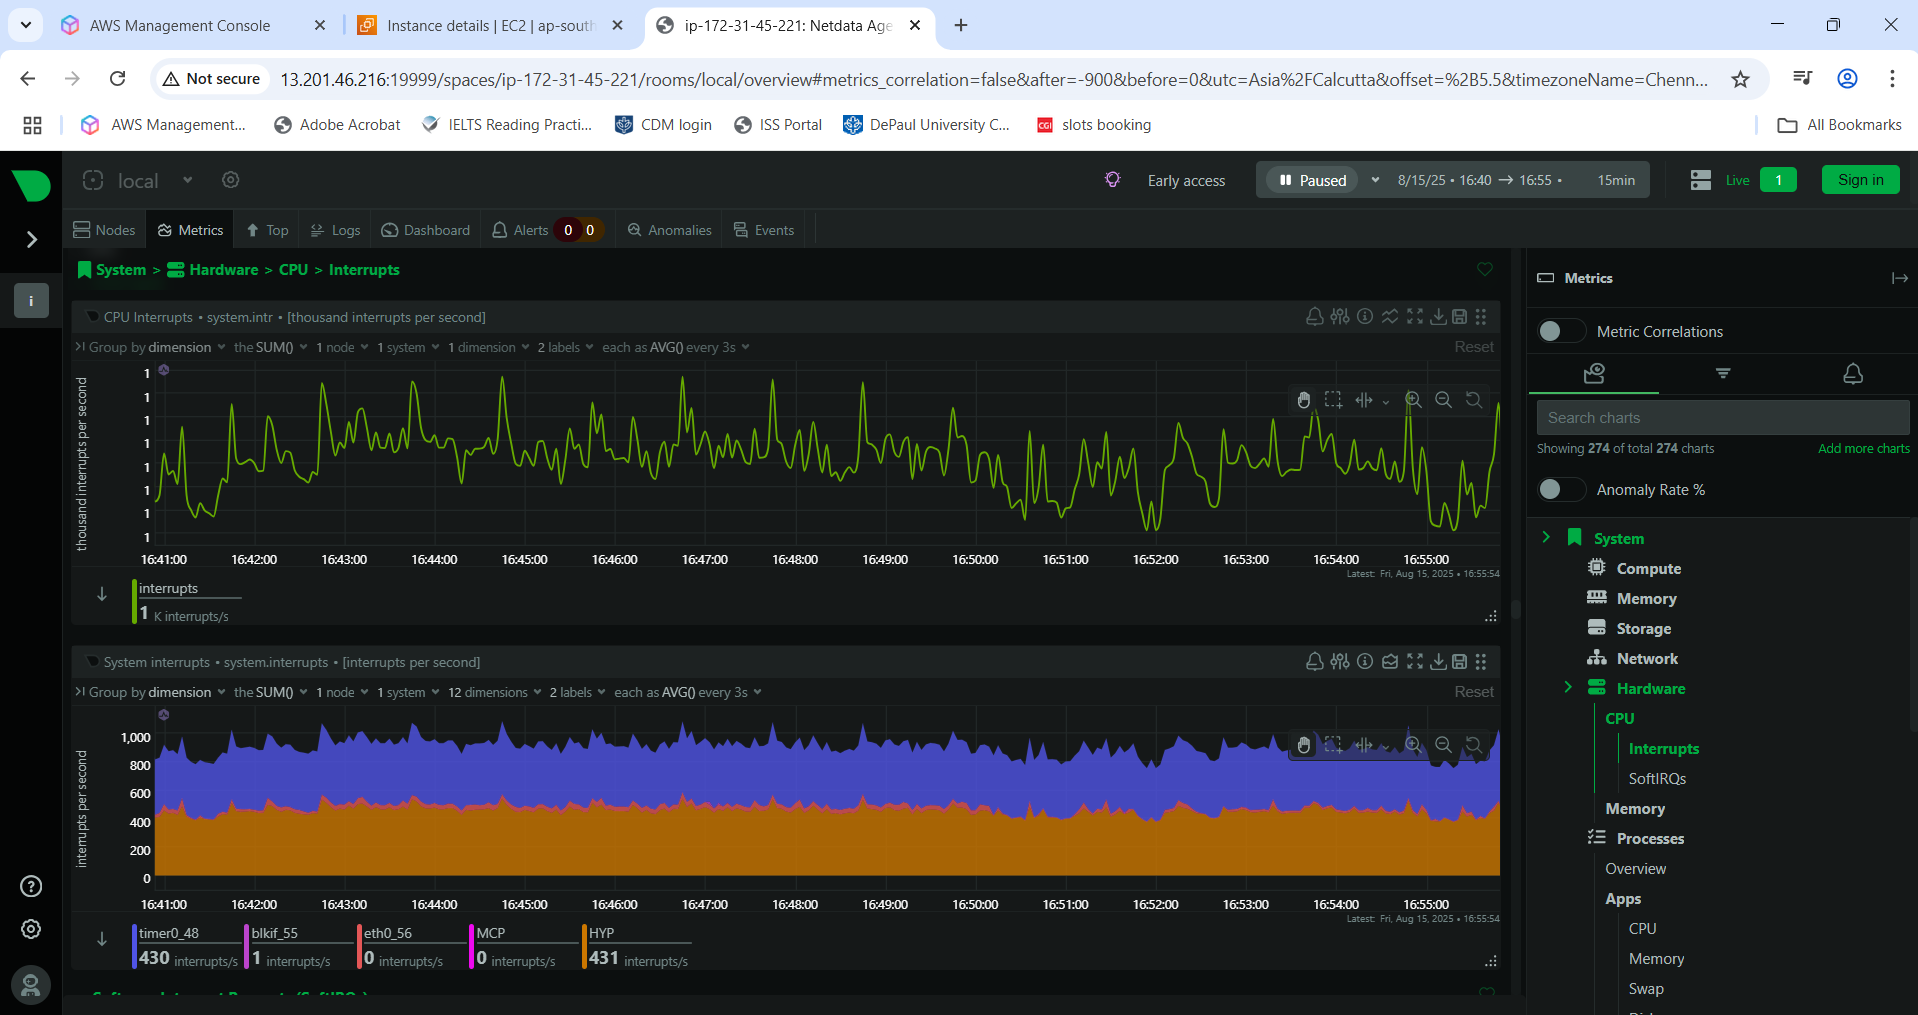 AWS Management Console
Instance details | EC2 | ap-south
ip-172-31-45-221: Netdata Age
Not secure
13.201.46.216:19999/spaces/ip-172-31-45-221/rooms/local/overview#metrics_correlation=false&after=-900&before=0&utc=Asia%2FCalcutta&offset=%2B5.5&timezoneName=Chenn...
AWS Management...
Adobe Acrobat
IELTS Reading Practi...
CDM login
ISS Portal
DePaul University C...
CGI slots booking
All Bookmarks
local
Early access
Paused
8/15/25 • 16:40 → 16:55 •
15min
Live
1
Sign in
Nodes
Metrics
Top
Logs
Dashboard
Alerts 0 0
Anomalies
Events
i
System > Hardware > CPU > Interrupts
CPU Interrupts • system.intr • [thousand interrupts per second]
Group by dimension the SUM() 1 node 1 system 1 dimension 2 labels each as AVG() every 3s
Reset
thousand interrupts per second
1
1
1
1
1
1
1
1
16:41:00 16:42:00 16:43:00 16:44:00 16:45:00 16:46:00 16:47:00 16:48:00 16:49:00 16:50:00 16:51:00 16:52:00 16:53:00 16:54:00 16:55:00
Latest: Fri, Aug 15, 2025 • 16:55:54
interrupts
1 K interrupts/s
System interrupts • system.interrupts • [interrupts per second]
Group by dimension the SUM() 1 node 1 system 12 dimensions 2 labels each as AVG() every 3s
Reset
interrupts per second
1,000
800
600
400
200
0
16:41:00 16:42:00 16:43:00 16:44:00 16:45:00 16:46:00 16:47:00 16:48:00 16:49:00 16:50:00 16:51:00 16:52:00 16:53:00 16:54:00 16:55:00
Latest: Fri, Aug 15, 2025 • 16:55:54
timer0_48
430 interrupts/s
blkif_55
1 interrupts/s
eth0_56
0 interrupts/s
MCP
0 interrupts/s
HYP
431 interrupts/s
Metrics
Metric Correlations
Search charts
Showing 274 of total 274 charts
Add more charts
Anomaly Rate %
System
Compute
Memory
Storage
Network
Hardware
CPU
Interrupts
SoftIRQs
Memory
Processes
Overview
Apps
CPU
Memory
Swap